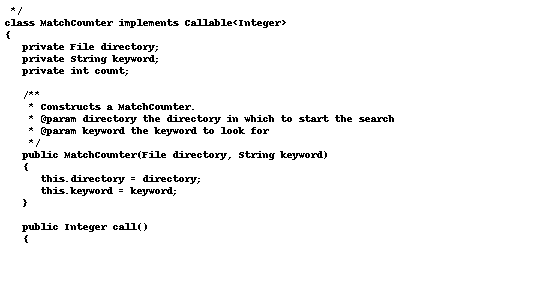 */
class MatchCounter implements Callable<Integer>
{
   private File directory;
   private String keyword;
   private int count;

   /**
    * Constructs a MatchCounter.
    * @param directory the directory in which to start the search
    * @param keyword the keyword to look for
    */
   public MatchCounter(File directory, String keyword)
   {
      this.directory = directory;
      this.keyword = keyword;
   }

   public Integer call()
   {